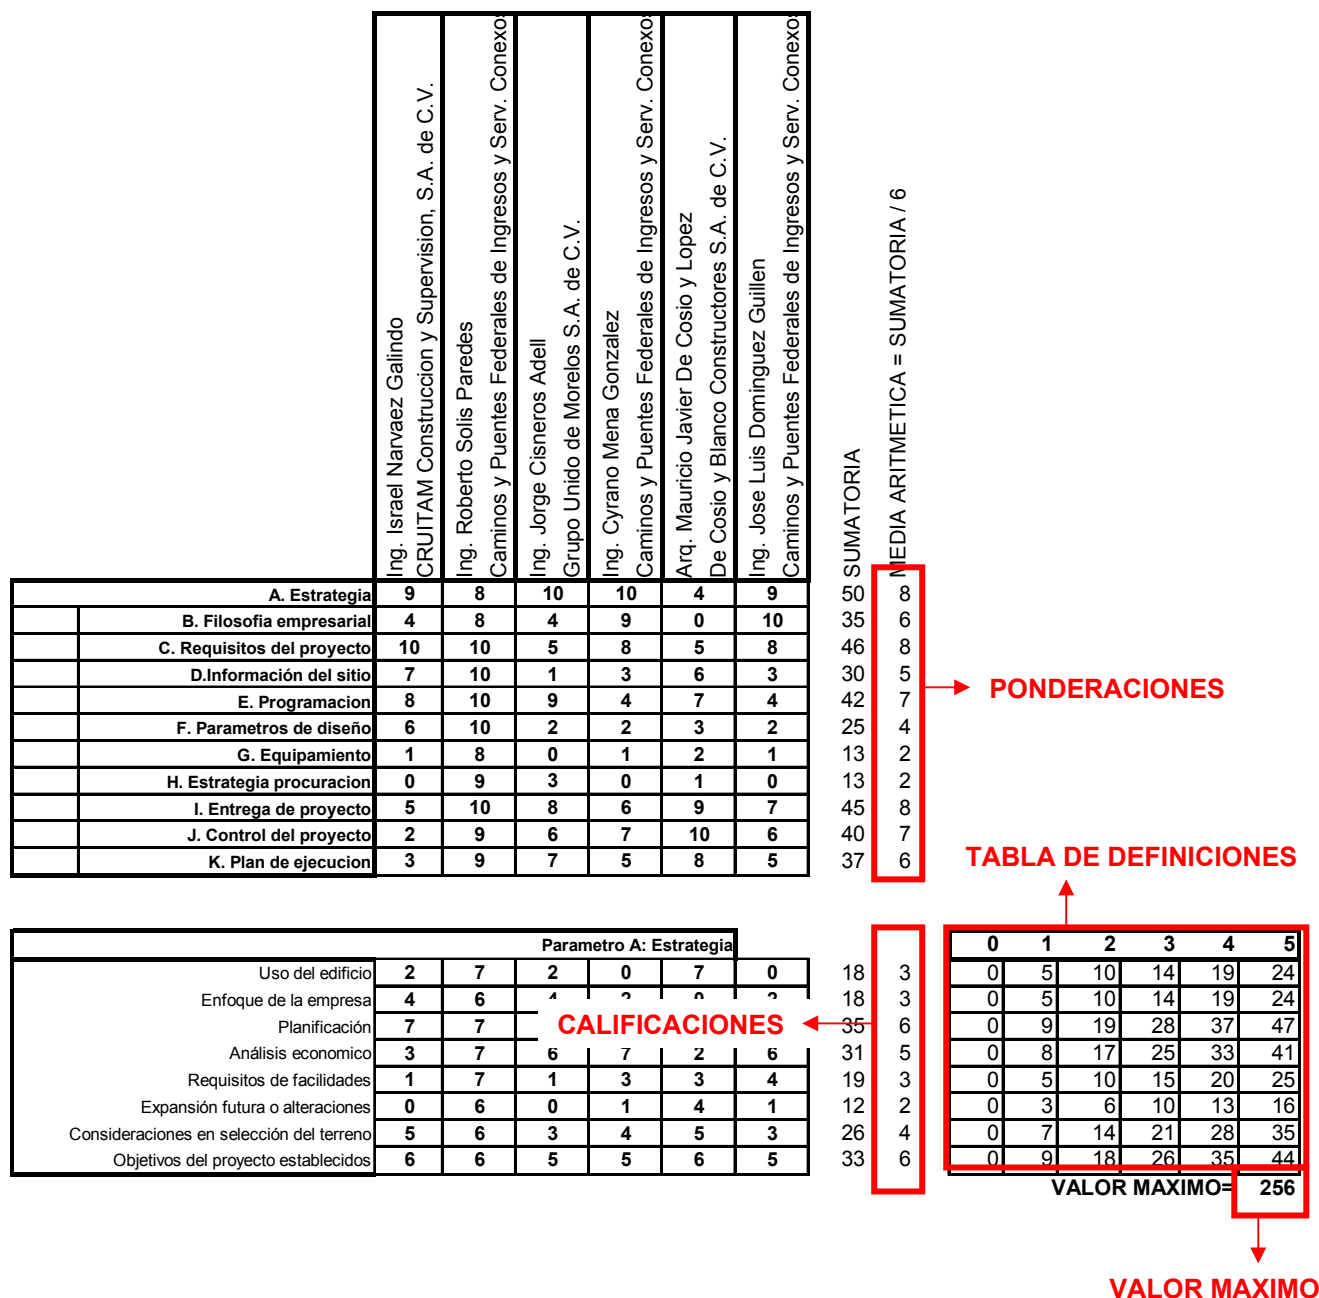 Ing. Israel Narvaez Galindo
CRUITAM Construccion y Supervision, S.A. de C.V.
Ing. Roberto Solis Paredes
Caminos y Puentes Federales de Ingresos y Serv. Conexos
Ing. Jorge Cisneros Adell
Grupo Unido de Morelos S.A. de C.V.
Ing. Cyrano Mena Gonzalez
Caminos y Puentes Federales de Ingresos y Serv. Conexos
Arq. Mauricio Javier De Cosio y Lopez
De Cosio y Blanco Constructores S.A. de C.V.
Ing. Jose Luis Dominguez Guillen
Caminos y Puentes Federales de Ingresos y Serv. Conexos
SUMATORIA
MEDIA ARITMETICA = SUMATORIA / 6
A. Estrategia 9 8 10 10 4 9 50 8
B. Filosofia empresarial 4 8 4 9 0 10 35 6
C. Requisitos del proyecto 10 10 5 8 5 8 46 8
D.Información del sitio 7 10 1 3 6 3 30 5
E. Programacion 8 10 9 4 7 4 42 7
F. Parametros de diseño 6 10 2 2 3 2 25 4
G. Equipamiento 1 8 0 1 2 1 13 2
H. Estrategia procuracion 0 9 3 0 1 0 13 2
I. Entrega de proyecto 5 10 8 6 9 7 45 8
J. Control del proyecto 2 9 6 7 10 6 40 7
K. Plan de ejecucion 3 9 7 5 8 5 37 6
PONDERACIONES
TABLA DE DEFINICIONES
Parametro A: Estrategia 0 1 2 3 4 5
Uso del edificio 2 7 2 0 7 0 18 3 0 5 10 14 19 24
Enfoque de la empresa 4 6 4 2 0 2 18 3 0 5 10 14 19 24
Planificación 7 7 35 6 0 9 19 28 37 47
CALIFICACIONES
Análisis economico 3 7 6 7 2 6 31 5 0 8 17 25 33 41
Requisitos de facilidades 1 7 1 3 3 4 19 3 0 5 10 15 20 25
Expansión futura o alteraciones 0 6 0 1 4 1 12 2 0 3 6 10 13 16
Consideraciones en selección del terreno 5 6 3 4 5 3 26 4 0 7 14 21 28 35
Objetivos del proyecto establecidos 6 6 5 5 6 5 33 6 0 9 18 26 35 44
VALOR MAXIMO= 256
VALOR MAXIMO